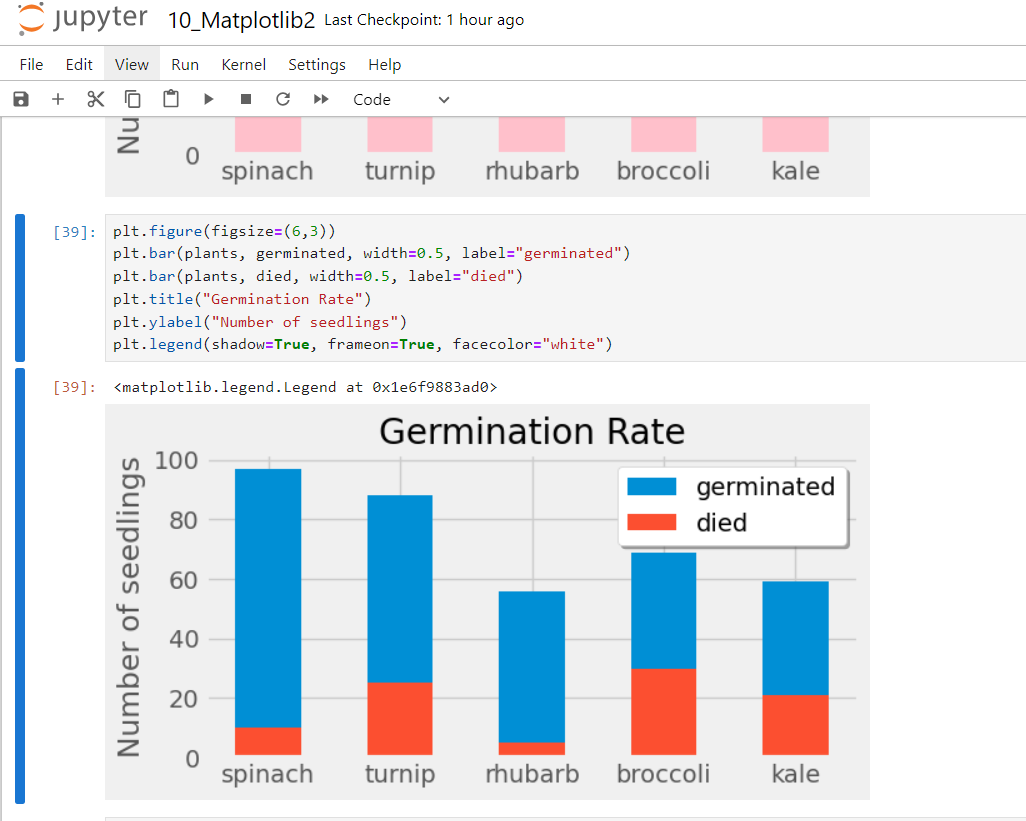 jupyter 10_Matplotlib2 Last Checkpoint: 1 hour ago
File Edit View Run Kernel Settings Help
Code
Nu
0
spinach turnip rhubarb broccoli kale
[39]: plt.figure(figsize=(6,3))
plt.bar(plants, germinated, width=0.5, label="germinated")
plt.bar(plants, died, width=0.5, label="died")
plt.title("Germination Rate")
plt.ylabel("Number of seedlings")
plt.legend(shadow=True, frameon=True, facecolor="white")
[39]: <matplotlib.legend.Legend at 0x1e6f9883ad0>
Germination Rate
Number of seedlings
100
80
60
40
20
0
germinated
died
spinach turnip rhubarb broccoli kale